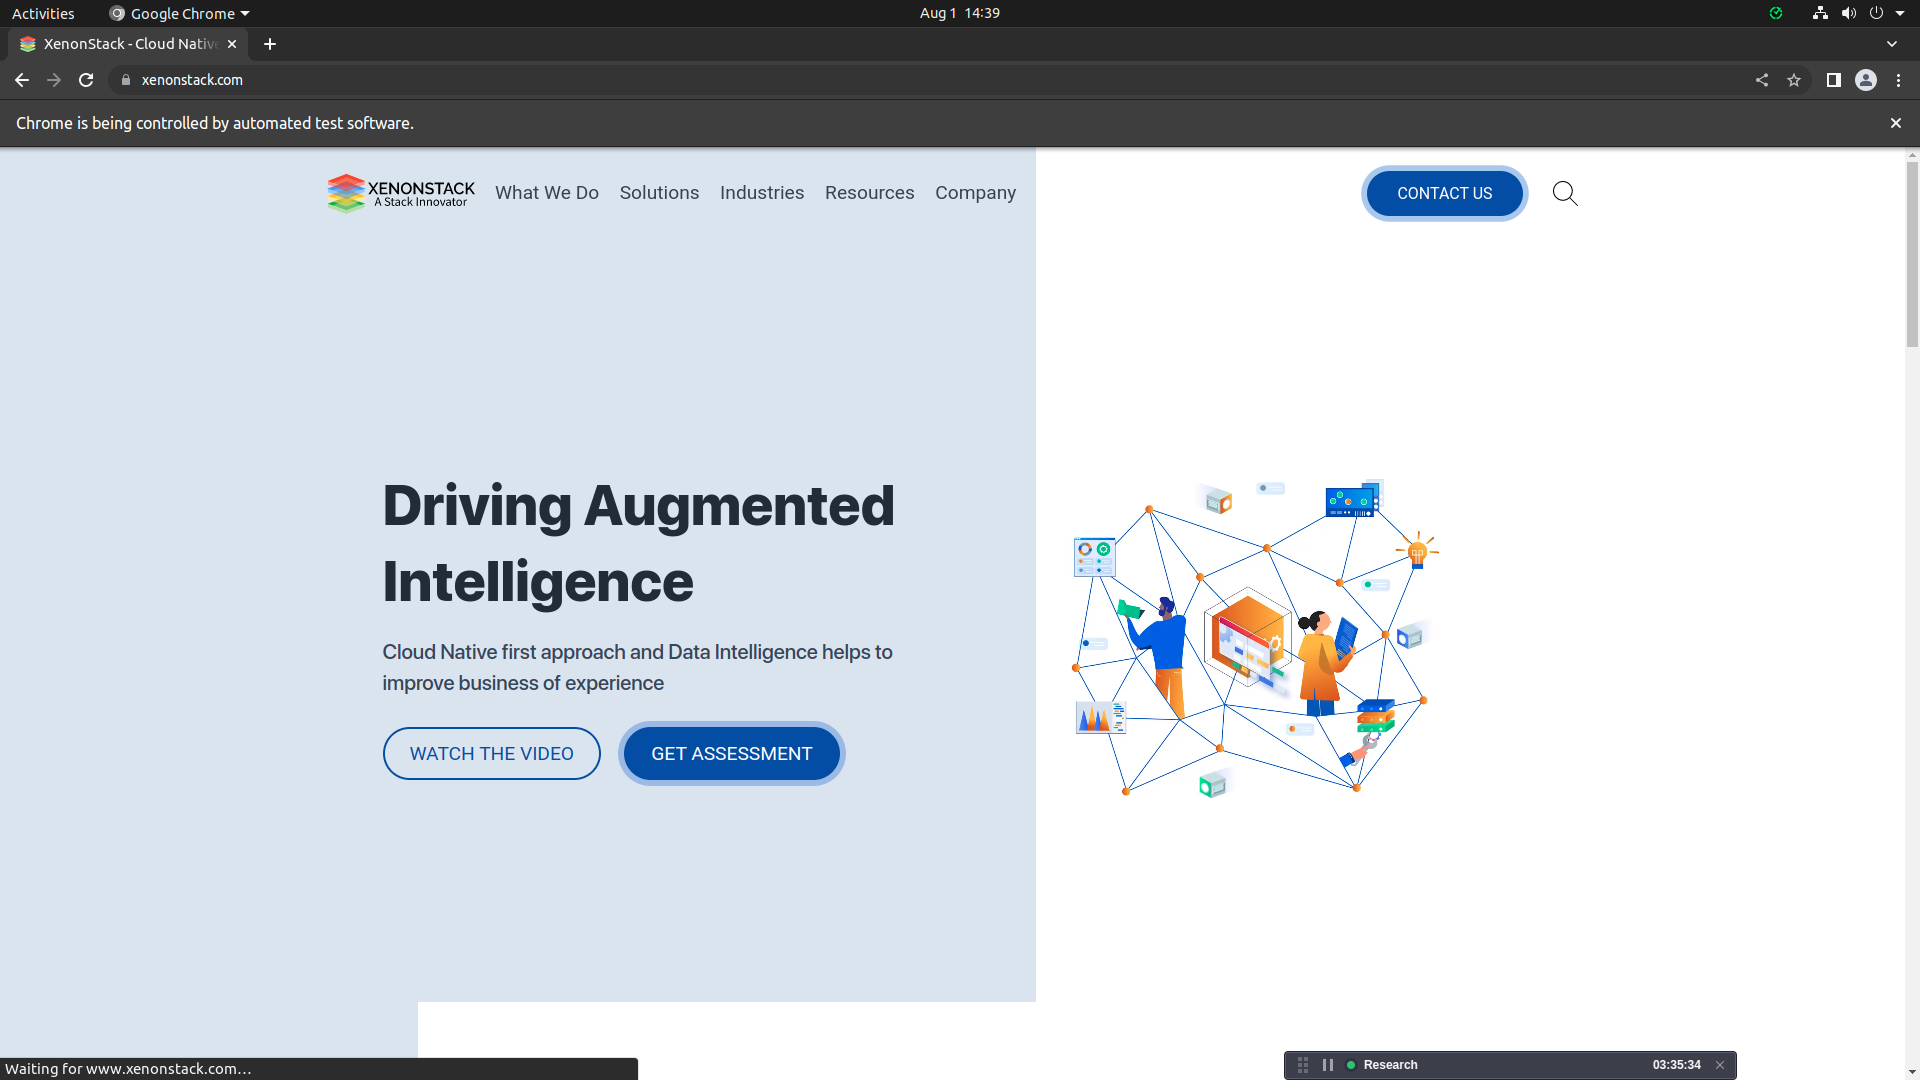 Activities
Google Chrome
Aug 1 14:39
XenonStack - Cloud Nativ
xenonstack.com
Chrome is being controlled by automated test software.
XENONSTACK
A Stack Innovator
What We Do
Solutions
Industries
Resources
Company
CONTACT US
Driving Augmented
Intelligence
Cloud Native first approach and Data Intelligence helps to
improve business of experience
WATCH THE VIDEO
GET ASSESSMENT
Waiting for www.xenonstack.com…
Research
03:35:34